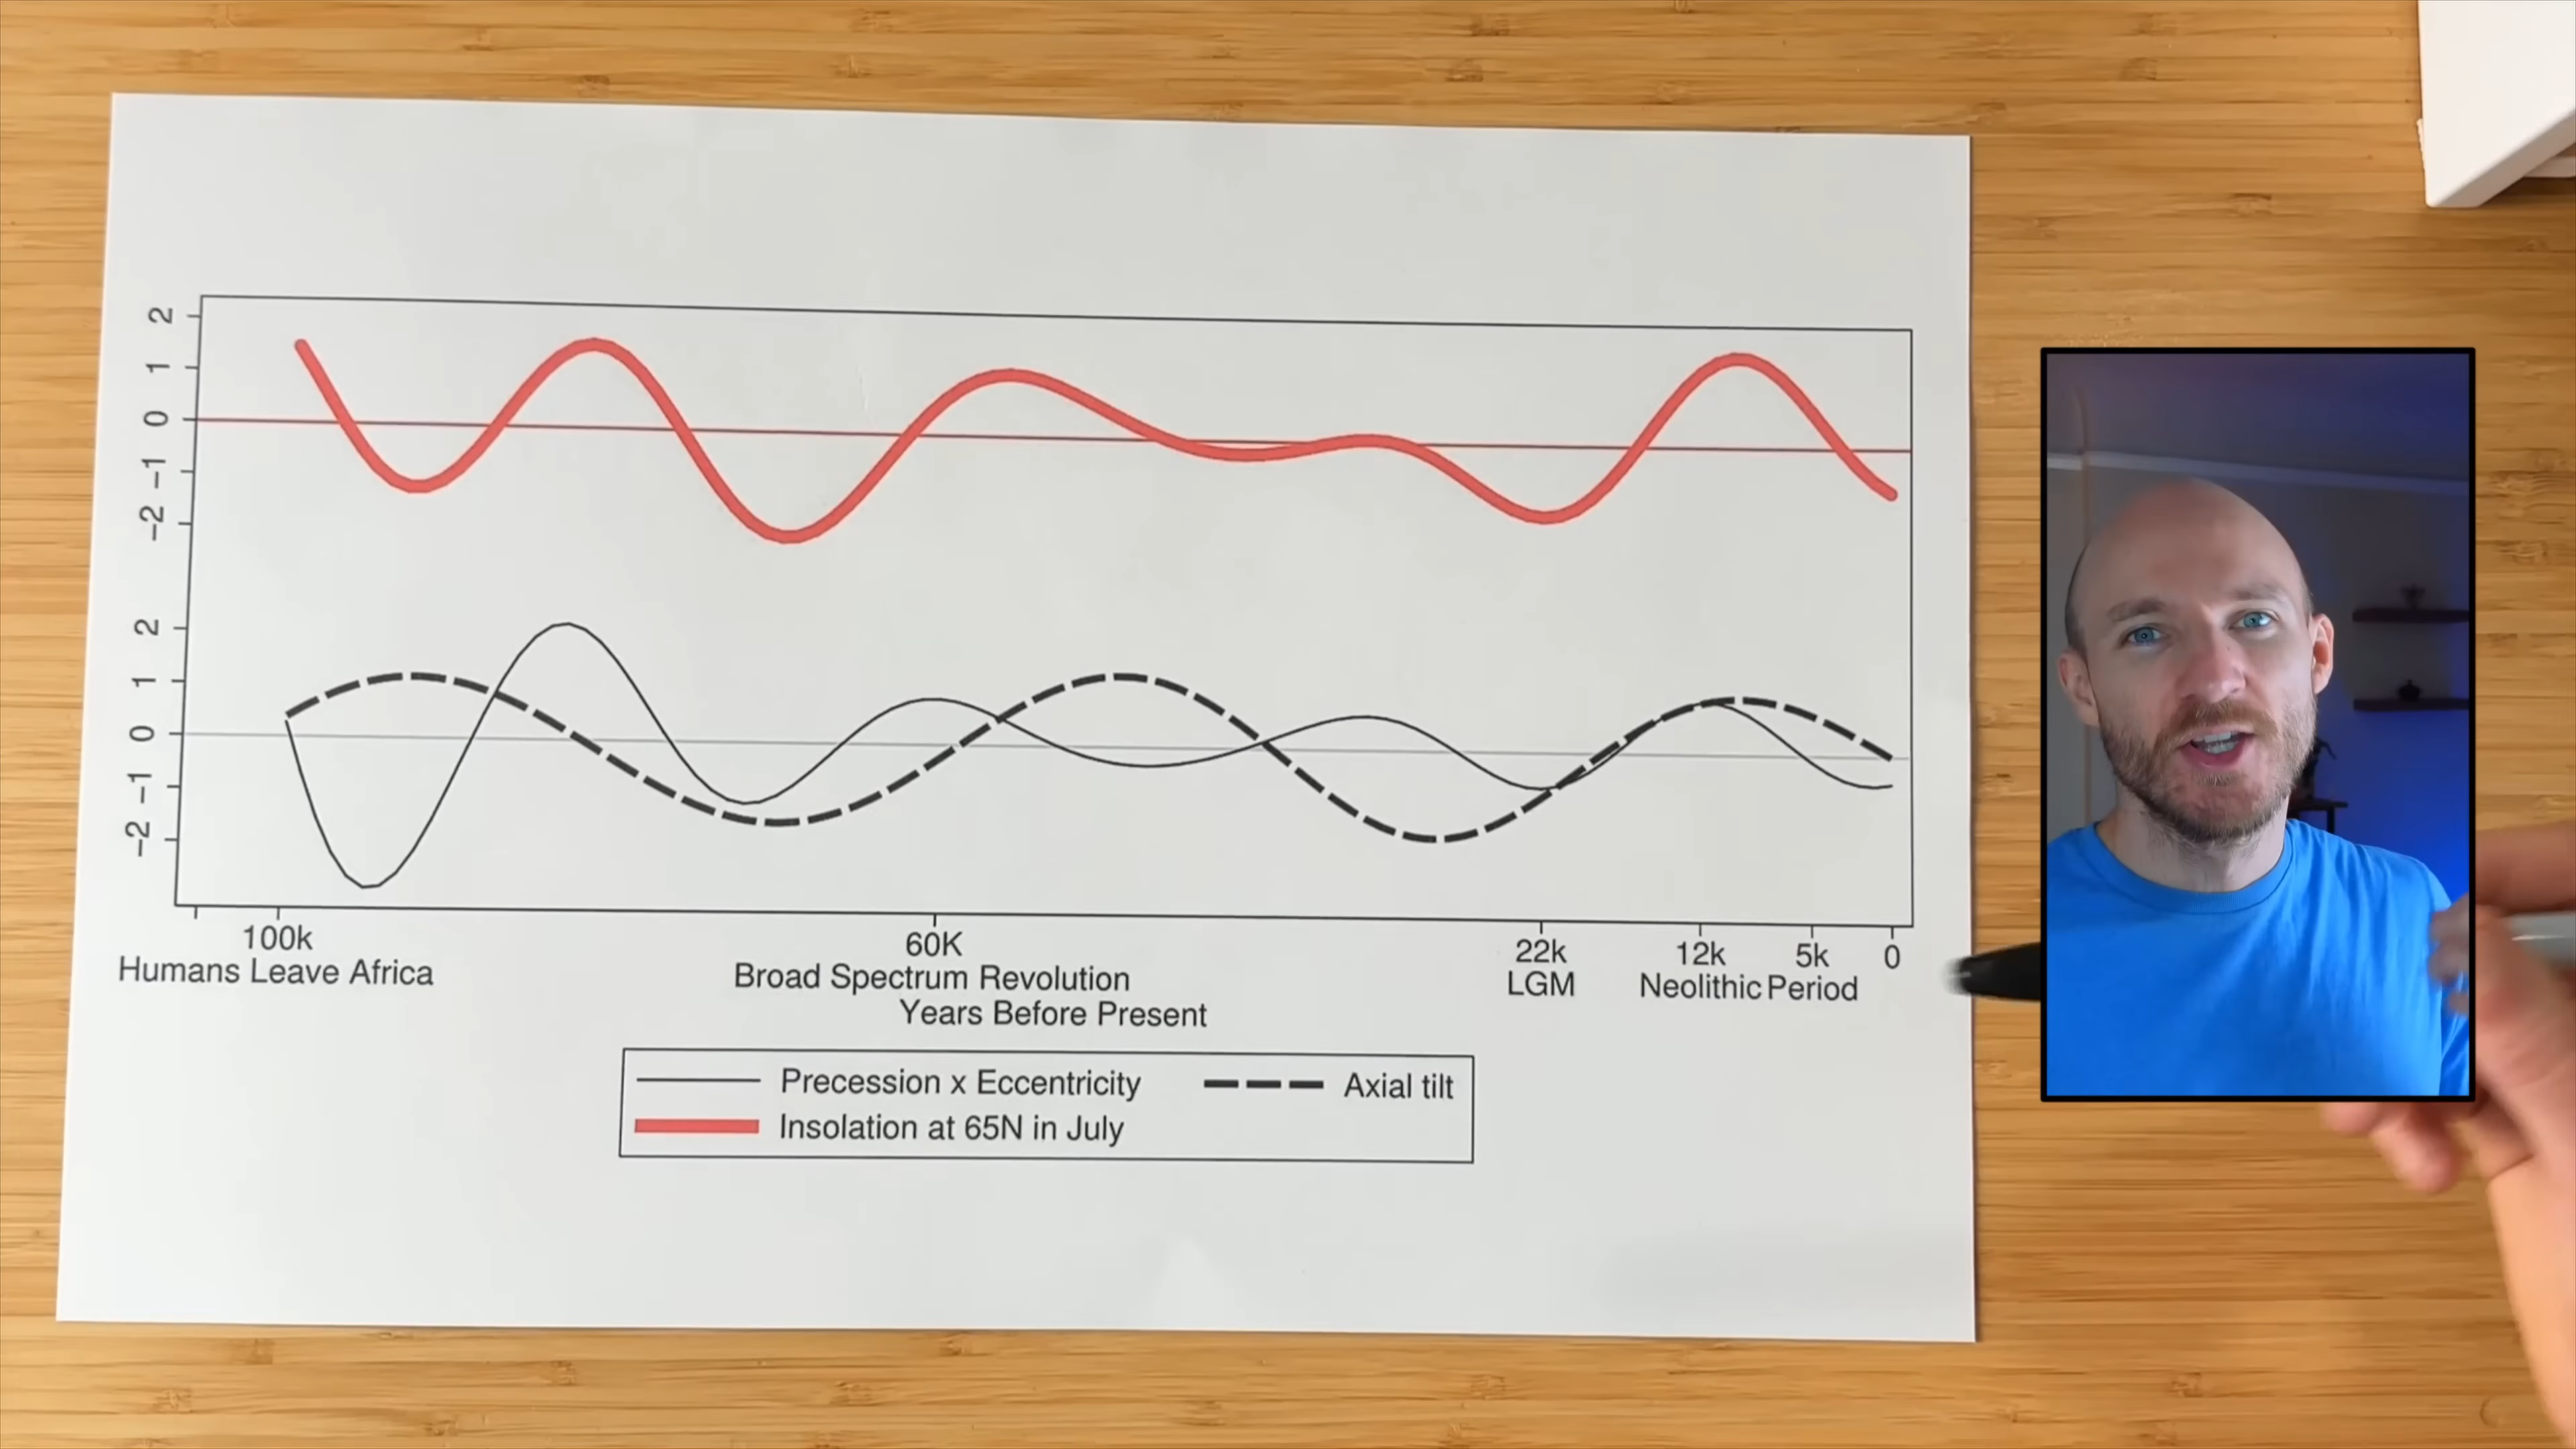 2
1
0
−1
−2
2
1
0
−1
−2
100k 60K 22k 12k 5k 0
Humans Leave Africa Broad Spectrum Revolution LGM Neolithic Period
Years Before Present
Precession x Eccentricity Axial tilt
Insolation at 65N in July